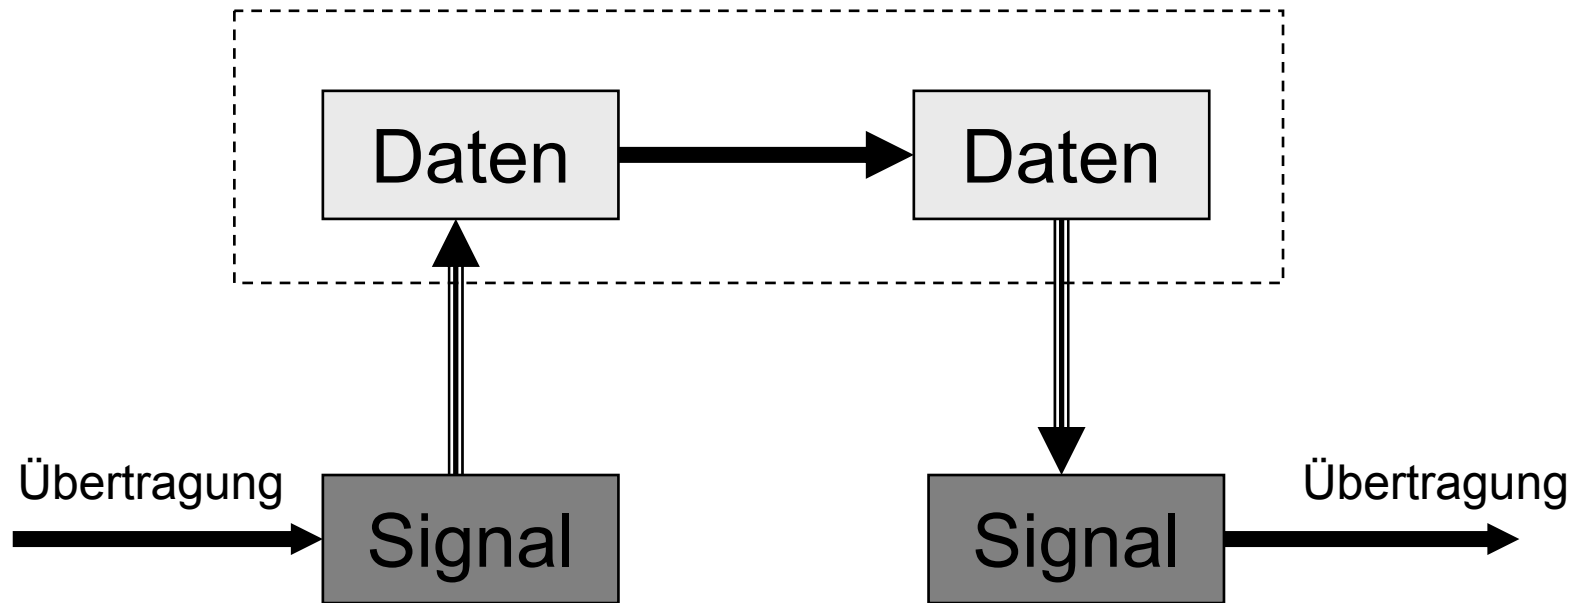 Daten
Daten
Übertragung
Übertragung
Signal
Signal